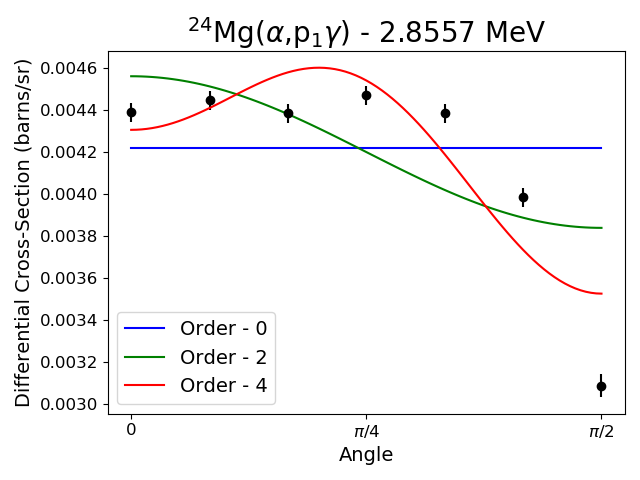 ²⁴Mg(α,p₁γ) - 2.8557 MeV
Differential Cross-Section (barns/sr)
0.0046
0.0044
0.0042
0.0040
0.0038
0.0036
0.0034
0.0032
0.0030
Order - 0
Order - 2
Order - 4
0
π/4
π/2
Angle